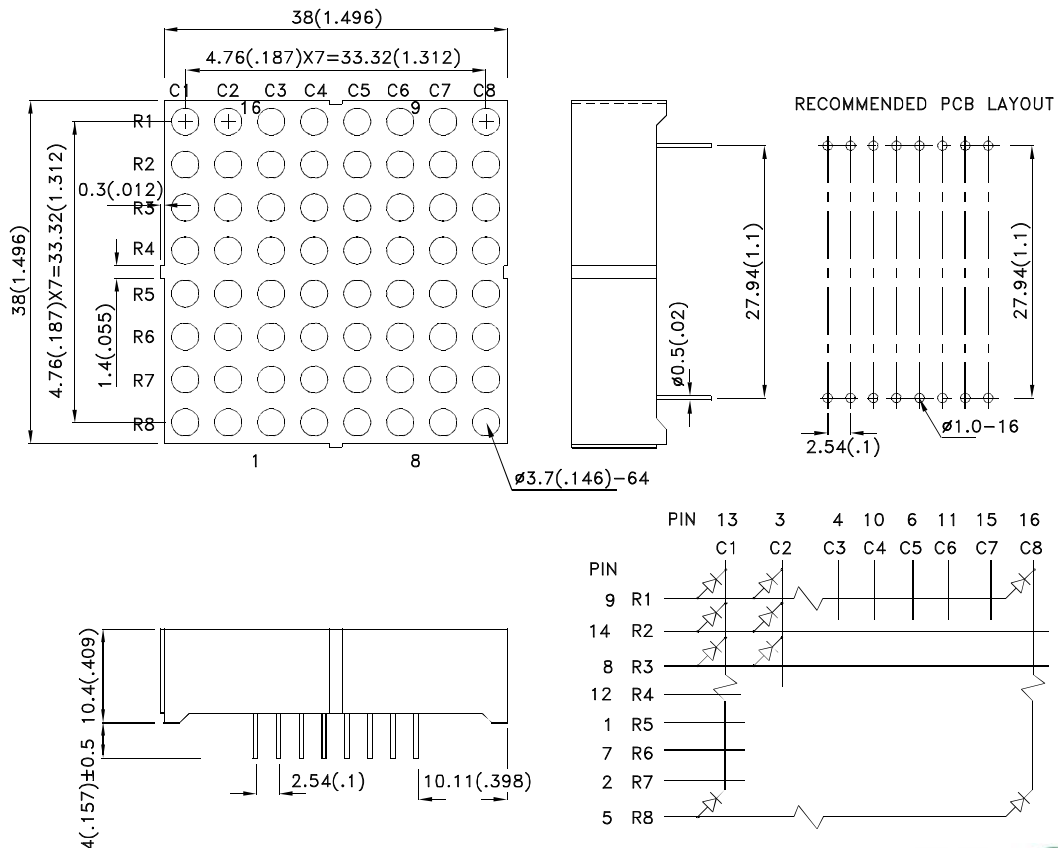 38(1.496)
4.76(.187)X7=33.32(1.312)
C1 C2 C3 C4 C5 C6 C7 C8
16 9
R1
R2
0.3(.012)
R3
R4
R5
R6
R7
R8
38(1.496)
4.76(.187)X7=33.32(1.312)
1.4(.055)
1 8
ø3.7(.146)-64
27.94(1.1)
ø0.5(.02)
RECOMMENDED PCB LAYOUT
27.94(1.1)
ø1.0-16
2.54(.1)
10.4(.409)
4(.157)±0.5
2.54(.1)
10.11(.398)
PIN 13 3 4 10 6 11 15 16
C1 C2 C3 C4 C5 C6 C7 C8
PIN
9 R1
14 R2
8 R3
12 R4
1 R5
7 R6
2 R7
5 R8